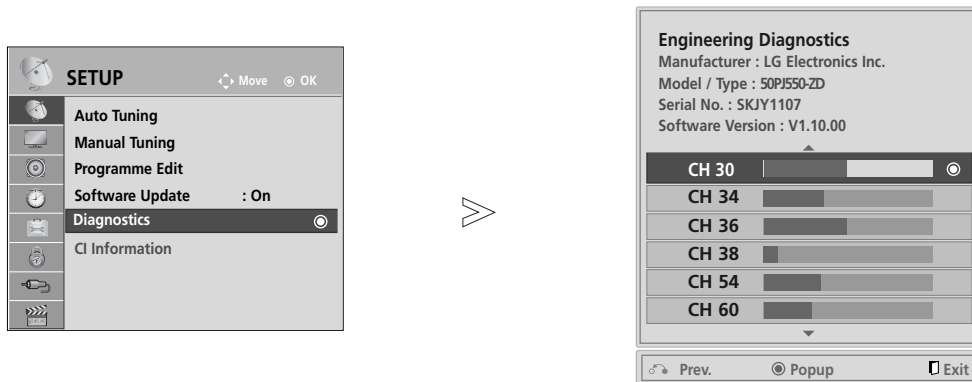 SETUP
Move OK
Auto Tuning
Manual Tuning
Programme Edit
Software Update : On
Diagnostics
CI Information
Engineering Diagnostics
Manufacturer : LG Electronics Inc.
Model / Type : 50PJ550-ZD
Serial No. : SKJY1107
Software Version : V1.10.00
CH 30
CH 34
CH 36
CH 38
CH 54
CH 60
Prev. Popup Exit